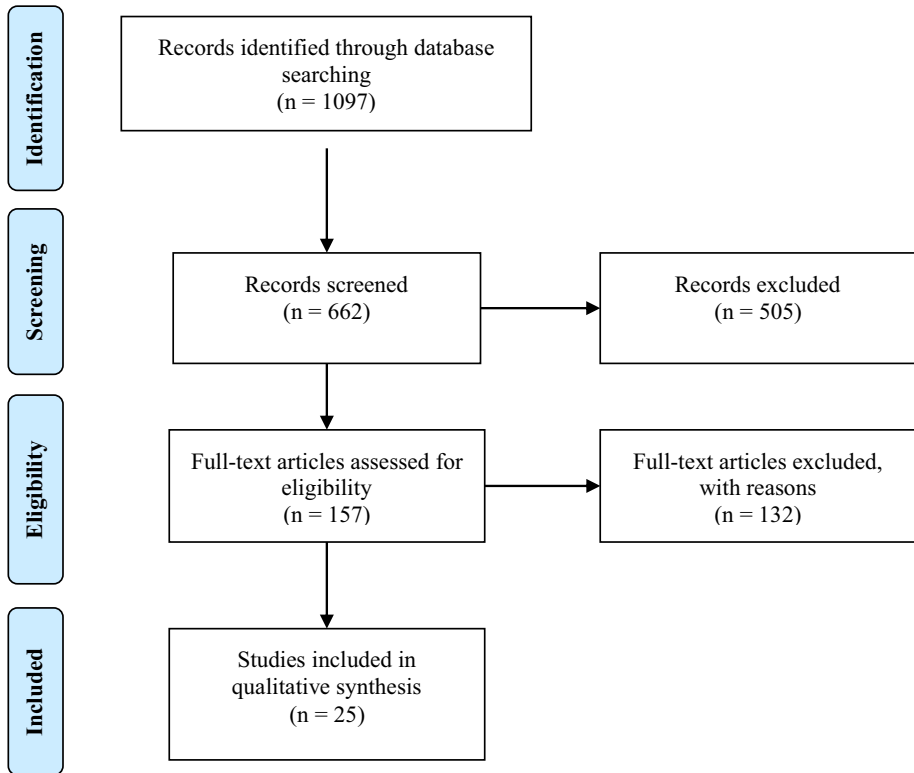 Identification
Records identified through database
searching
(n = 1097)
Screening
Records screened
(n = 662)
Records excluded
(n = 505)
Eligibility
Full-text articles assessed for
eligibility
(n = 157)
Full-text articles excluded,
with reasons
(n = 132)
Included
Studies included in
qualitative synthesis
(n = 25)